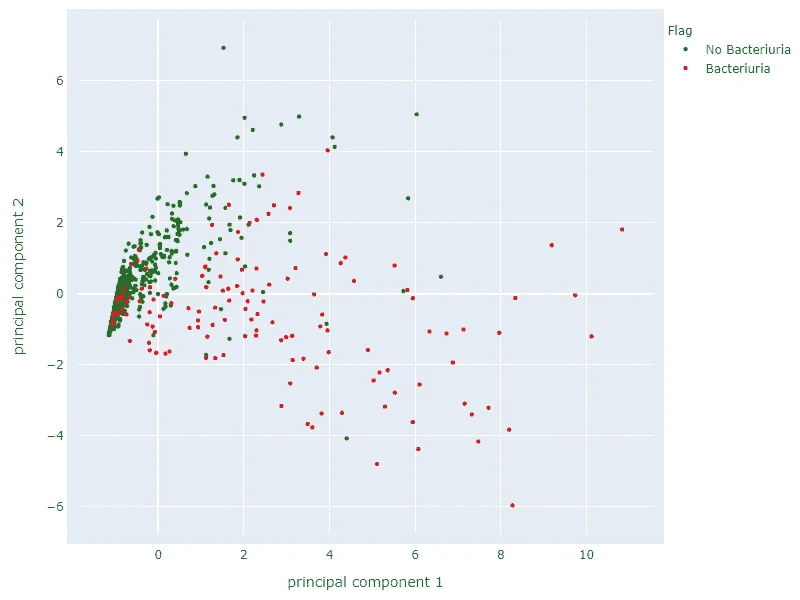 Flag
No Bacteriuria
Bacteriuria
6
4
2
0
−2
−4
−6
principal component 2
0
2
4
6
8
10
principal component 1